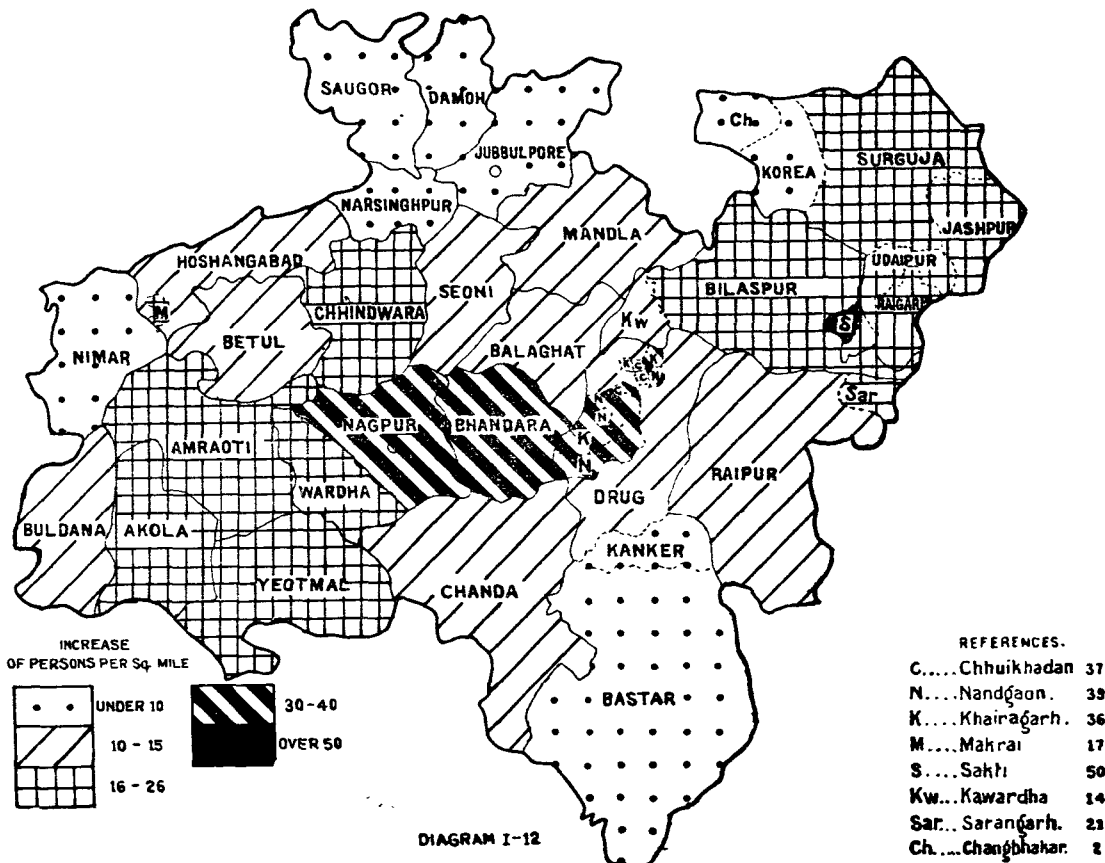 SAUGOR
DAMOH
JUBBULPORE
Ch
KOREA
SURGUJA
NARSINGHPUR
MANDLA
JASHPUR
HOSHANGABAD
UDAIPUR
SEONI
BILASPUR
RAIGARH
M
CHHINDWARA
Kw
S
BETUL
BALAGHAT
NIMAR
Sar
NAGPUR
BHANDARA
N
K
AMRAOTI
N
RAIPUR
WARDHA
DRUG
BULDANA
AKOLA
KANKER
YEOTMAL
CHANDA
BASTAR
INCREASE
OF PERSONS PER Sq. MILE
UNDER 10
30-40
10 - 15
OVER 50
16 - 26
REFERENCES.
C..... Chhuikhadan 37
N.... Nandgaon. 39
K.... Khairagarh. 36
M.... Makrai 17
S.... Sakti 50
Kw... Kawardha 14
Sar... Sarangarh. 21
Ch.... Changbhakar. 2
DIAGRAM I-12